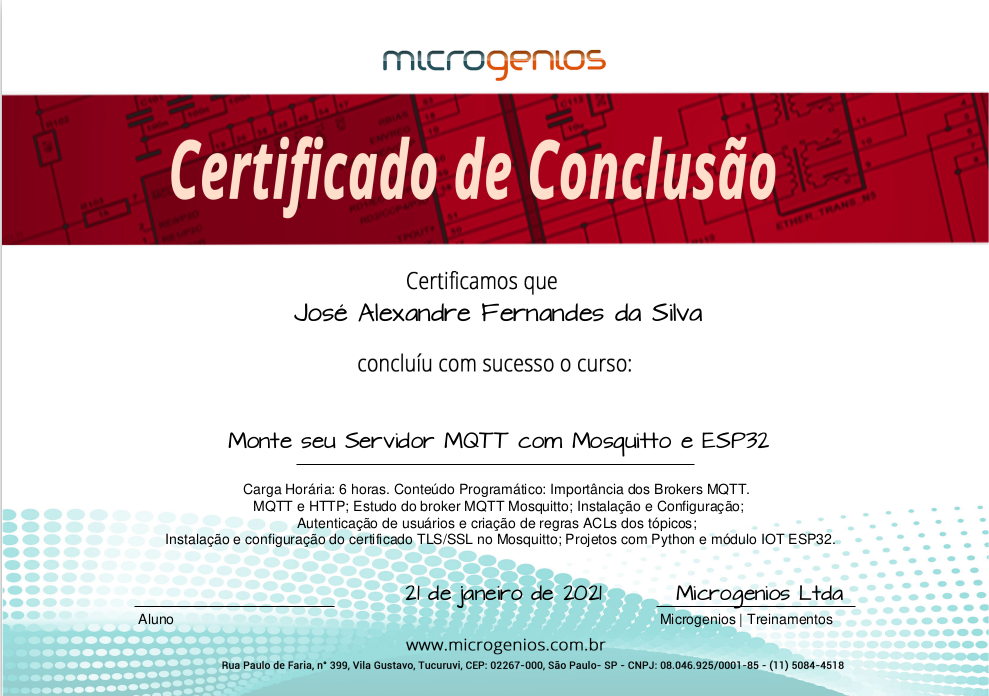 microgenios
Certificado de Conclusão
Certificamos que
José Alexandre Fernandes da Silva
concluíu com sucesso o curso:
Monte seu Servidor MQTT com Mosquitto e ESP32
Carga Horária: 6 horas. Conteúdo Programático: Importância dos Brokers MQTT.
MQTT e HTTP; Estudo do broker MQTT Mosquitto; Instalação e Configuração;
Autenticação de usuários e criação de regras ACLs dos tópicos;
Instalação e configuração do certificado TLS/SSL no Mosquitto; Projetos com Python e módulo IOT ESP32.
21 de janeiro de 2021
Microgenios Ltda
Aluno
Microgenios | Treinamentos
www.microgenios.com.br
Rua Paulo de Faria, n° 399, Vila Gustavo, Tucuruvi, CEP: 02267-000, São Paulo- SP - CNPJ: 08.046.925/0001-85 - (11) 5084-4518